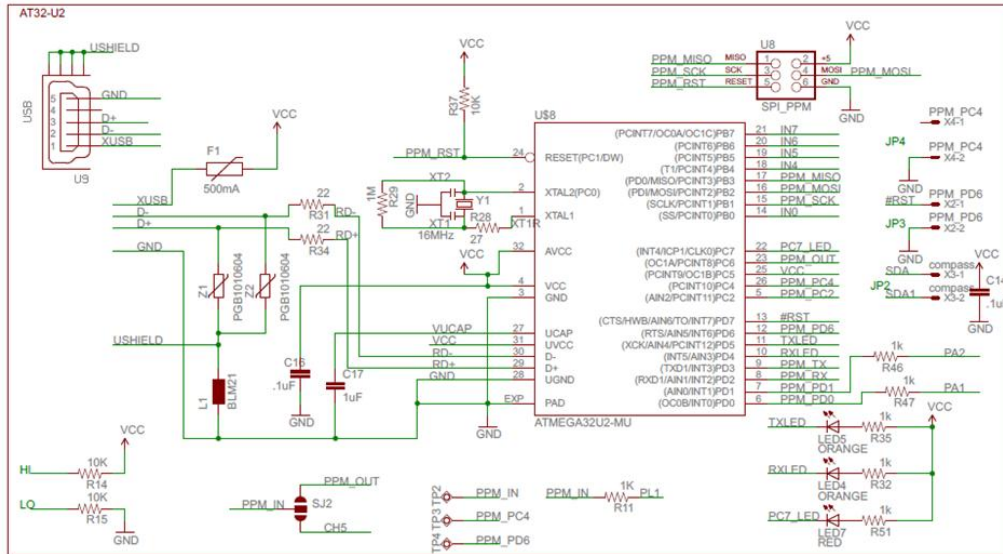 AT32-U2
USHIELD
USB
5
4
3
2
1
GND
D+
D-
XUSB
U9
VCC
F1
500mA
XUSB
D-
D+
GND
22
R31
RD-
22
R34
RD+
Z1
PGB1010604
Z2
PGB1010604
USHIELD
L1
BLM21
VCC
R37
10K
PPM_RST
1M
R29
XT2
GND
XT1
Y1
16MHz
R28
27
XT1R
VCC
VUCAP
VCC
RD-
RD+
GND
C16
.1uF
GND
C17
1uF
EXP
GND
U$8
24 RESET(PC1/DW)
2 XTAL2(PC0)
1 XTAL1
32 AVCC
4 VCC
3 GND
27 UCAP
31 UVCC
30 D-
29 D+
28 UGND
PAD
ATMEGA32U2-MU
(PCINT7/OC0A/OC1C)PB7 21 IN7
(PCINT6)PB6 20 IN6
(PCINT5)PB5 19 IN5
(T1/PCINT4)PB4 18 IN4
(PD0/MISO/PCINT3)PB3 17 PPM_MISO
(PDI/MOSI/PCINT2)PB2 16 PPM_MOSI
(SCLK/PCINT1)PB1 15 PPM_SCK
(SS/PCINT0)PB0 14 IN0
(INT4/ICP1/CLK0)PC7 22 PC7_LED
(OC1A/PCINT8)PC6 23 PPM_OUT
(PCINT9/OC1B)PC5 25 VCC
(PCINT10)PC4 26 PPM_PC4
(AIN2/PCINT11)PC2 5 PPM_PC2
(CTS/HWB/AIN6/TO/INT7)PD7 13 #RST
(RTS/AIN5/INT6)PD6 12 PPM_PD6
(XCK/AIN4/PCINT12)PD5 11 TXLED
(INT5/AIN3)PD4 10 RXLED
(TXD1/INT3)PD3 9 PPM_TX
(RXD1/AIN1/INT2)PD2 8 PPM_RX
(AIN0/INT1)PD1 7 PPM_PD1
(OC0B/INT0)PD0 6 PPM_PD0
U8
PPM_MISO MISO 1 2 +5
PPM_SCK SCK 3 4 MOSI PPM_MOSI
PPM_RST RESET 5 6 GND
SPI_PPM
VCC
GND
PPM_PC4
X4-1
JP4
PPM_PC4
X4-2
GND
PPM_PD6
#RST X2-1
JP3
PPM_PD6
X2-2
GND
SDA compass
X3-1
JP2
SDA1 compass
X3-2
VCC
C14
GND
1k
R46
PA2
1k
R47
PA1
VCC
TXLED
LED5
ORANGE
1k
R35
RXLED
LED4
ORANGE
1k
R32
PC7_LED
LED7
RED
1k
R51
HI
10K
R14
VCC
LO
10K
R15
GND
PPM_OUT
PPM_IN
SJ2
CH5
TP2 PPM_IN
TP3 PPM_PC4
TP4 PPM_PD6
PPM_IN
1K
R11
PL1